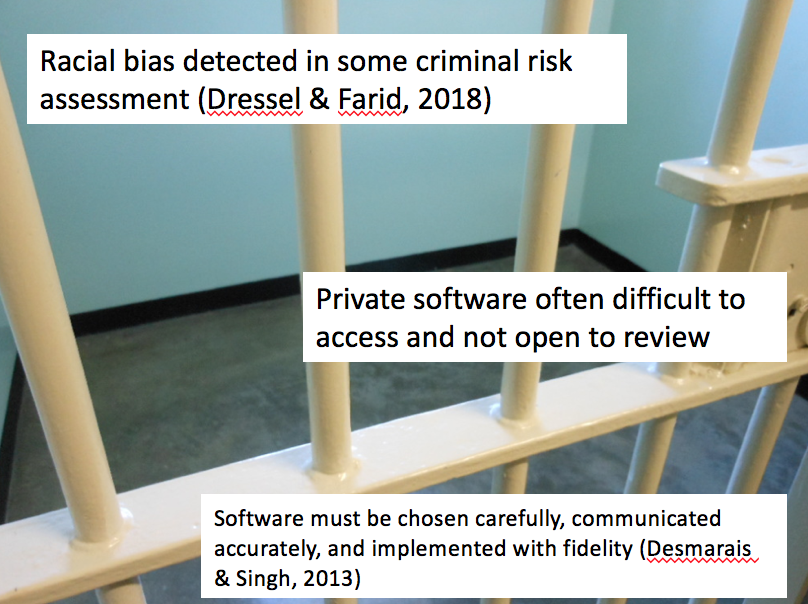 Racial bias detected in some criminal risk
assessment (Dressel & Farid, 2018)
Private software often difficult to
access and not open to review
Software must be chosen carefully, communicated
accurately, and implemented with fidelity (Desmarais
& Singh, 2013)